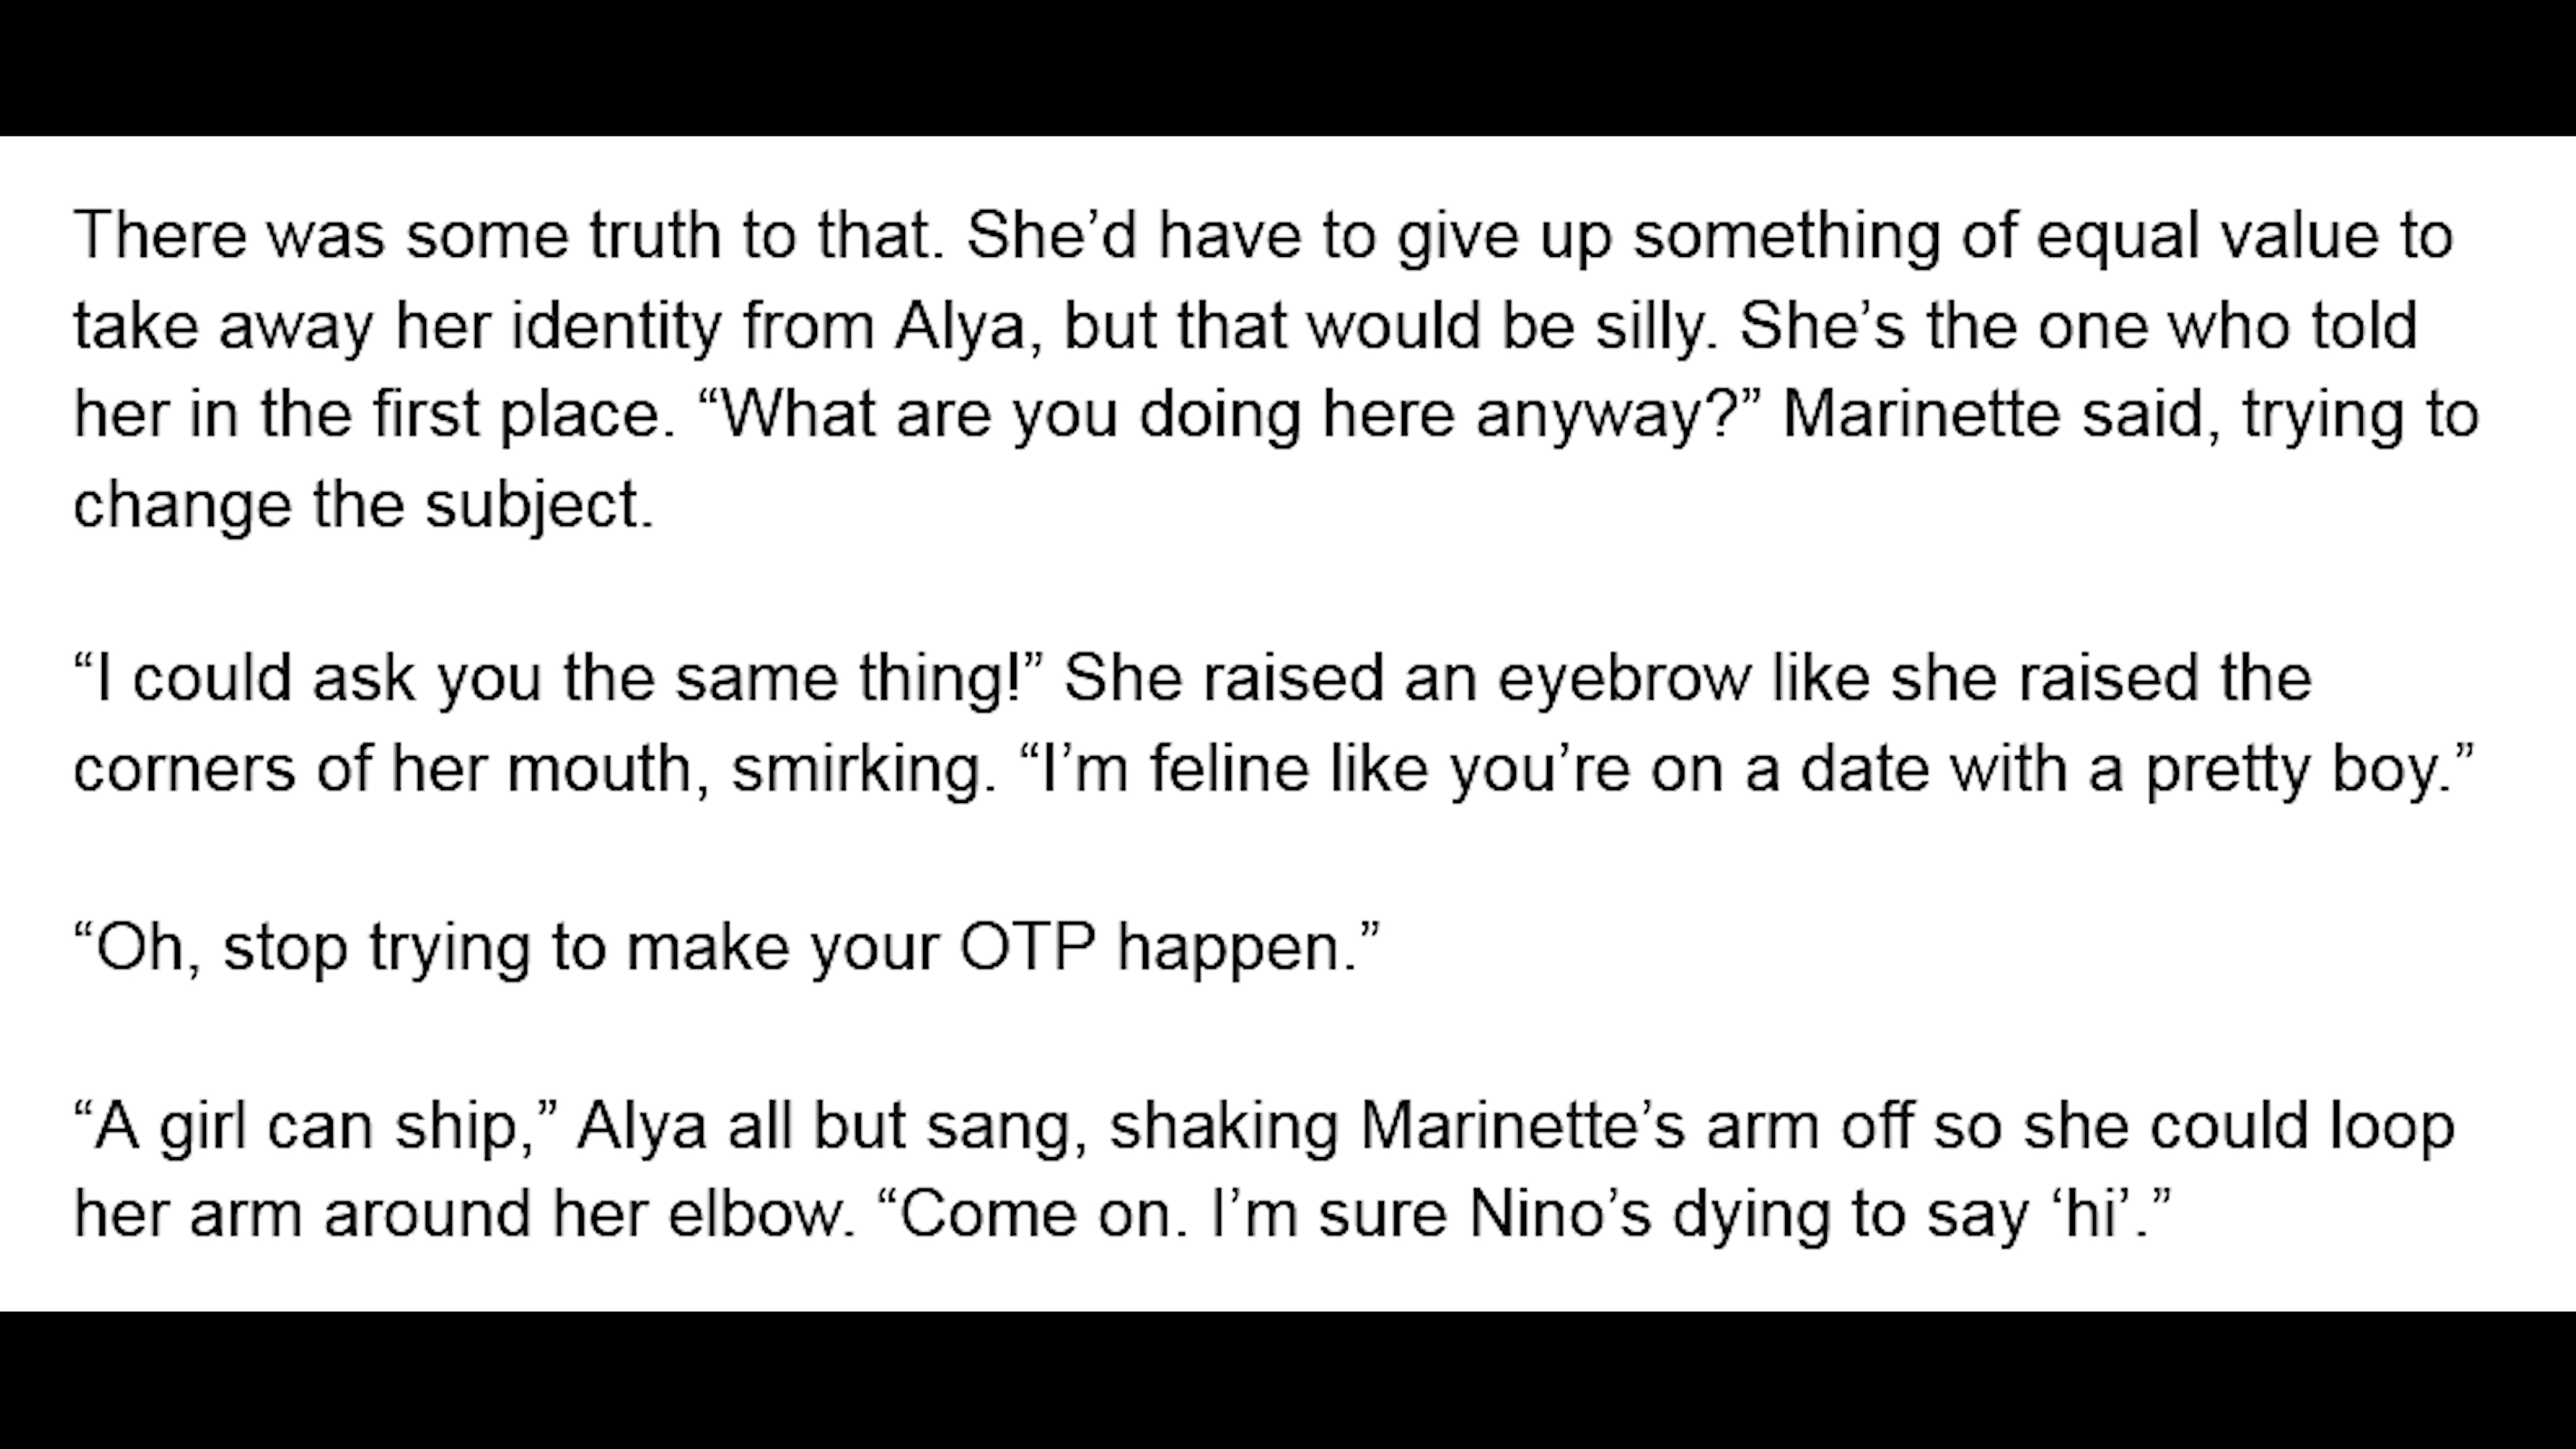 There was some truth to that. She’d have to give up something of equal value to
take away her identity from Alya, but that would be silly. She’s the one who told
her in the first place. “What are you doing here anyway?” Marinette said, trying to
change the subject.
“I could ask you the same thing!” She raised an eyebrow like she raised the
corners of her mouth, smirking. “I’m feline like you’re on a date with a pretty boy.”
“Oh, stop trying to make your OTP happen.”
“A girl can ship,” Alya all but sang, shaking Marinette’s arm off so she could loop
her arm around her elbow. “Come on. I’m sure Nino’s dying to say ‘hi’.”